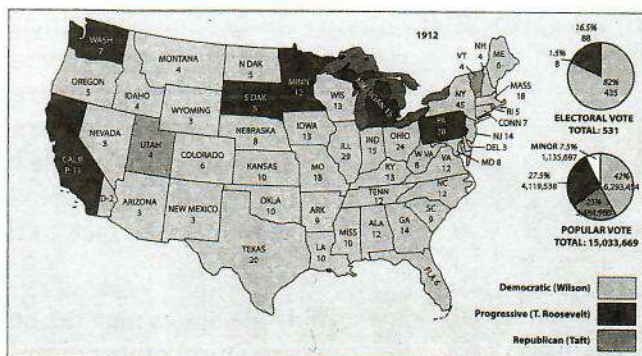 1912
WASH
7
OREGON
5
CALIF
P-11
D-2
NEVADA
3
IDAHO
4
MONTANA
4
WYOMING
3
UTAH
4
ARIZONA
3
COLORADO
6
NEW MEXICO
3
N DAK
5
S DAK
5
NEBRASKA
8
KANSAS
10
OKLA
10
TEXAS
20
MINN
12
IOWA
13
MO
18
ARK
9
LA
10
WIS
13
ILL
29
MICHIGAN 15
IND
15
OHIO
24
KY
13
TENN
12
MISS
10
ALA
12
GA
14
FLA 6
SC
9
NC
12
VA
12
W VA
8
PA
38
NY
45
VT
4
NH
4
ME
6
MASS
18
RI 5
CONN 7
NJ 14
DEL 3
MD 8
16.5%
88
1.5%
8
82%
435
ELECTORAL VOTE
TOTAL: 531
MINOR 7.5%
1,135,697
27.5%
4,119,538
42%
6,293,454
23%
POPULAR VOTE
TOTAL: 15,033,669
Democratic (Wilson)
Progressive (T. Roosevelt)
Republican (Taft)